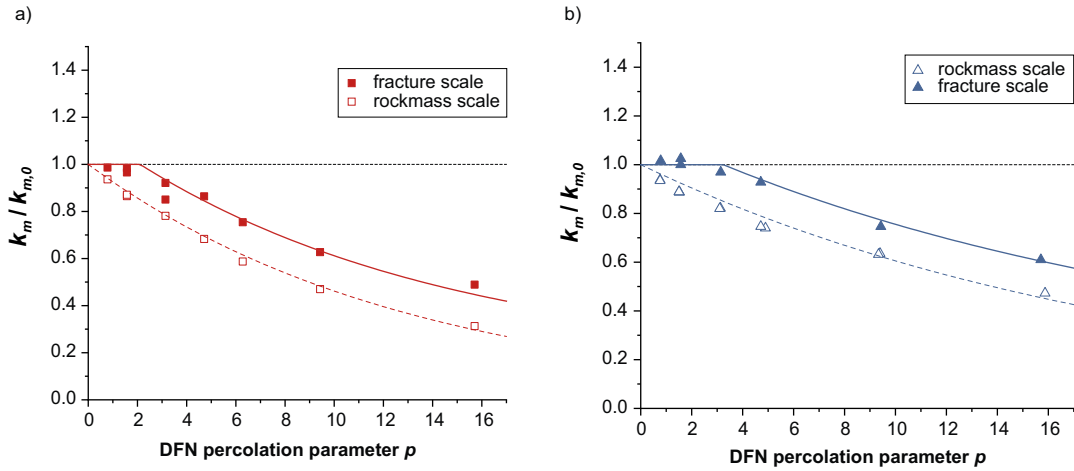 a)
1.4
1.2
1.0
0.8
0.6
0.4
0.2
0.0
k_m / k_m,0
fracture scale
rockmass scale
0 2 4 6 8 10 12 14 16
DFN percolation parameter p
b)
1.4
1.2
1.0
0.8
0.6
0.4
0.2
0.0
k_m / k_m,0
rockmass scale
fracture scale
0 2 4 6 8 10 12 14 16
DFN percolation parameter p